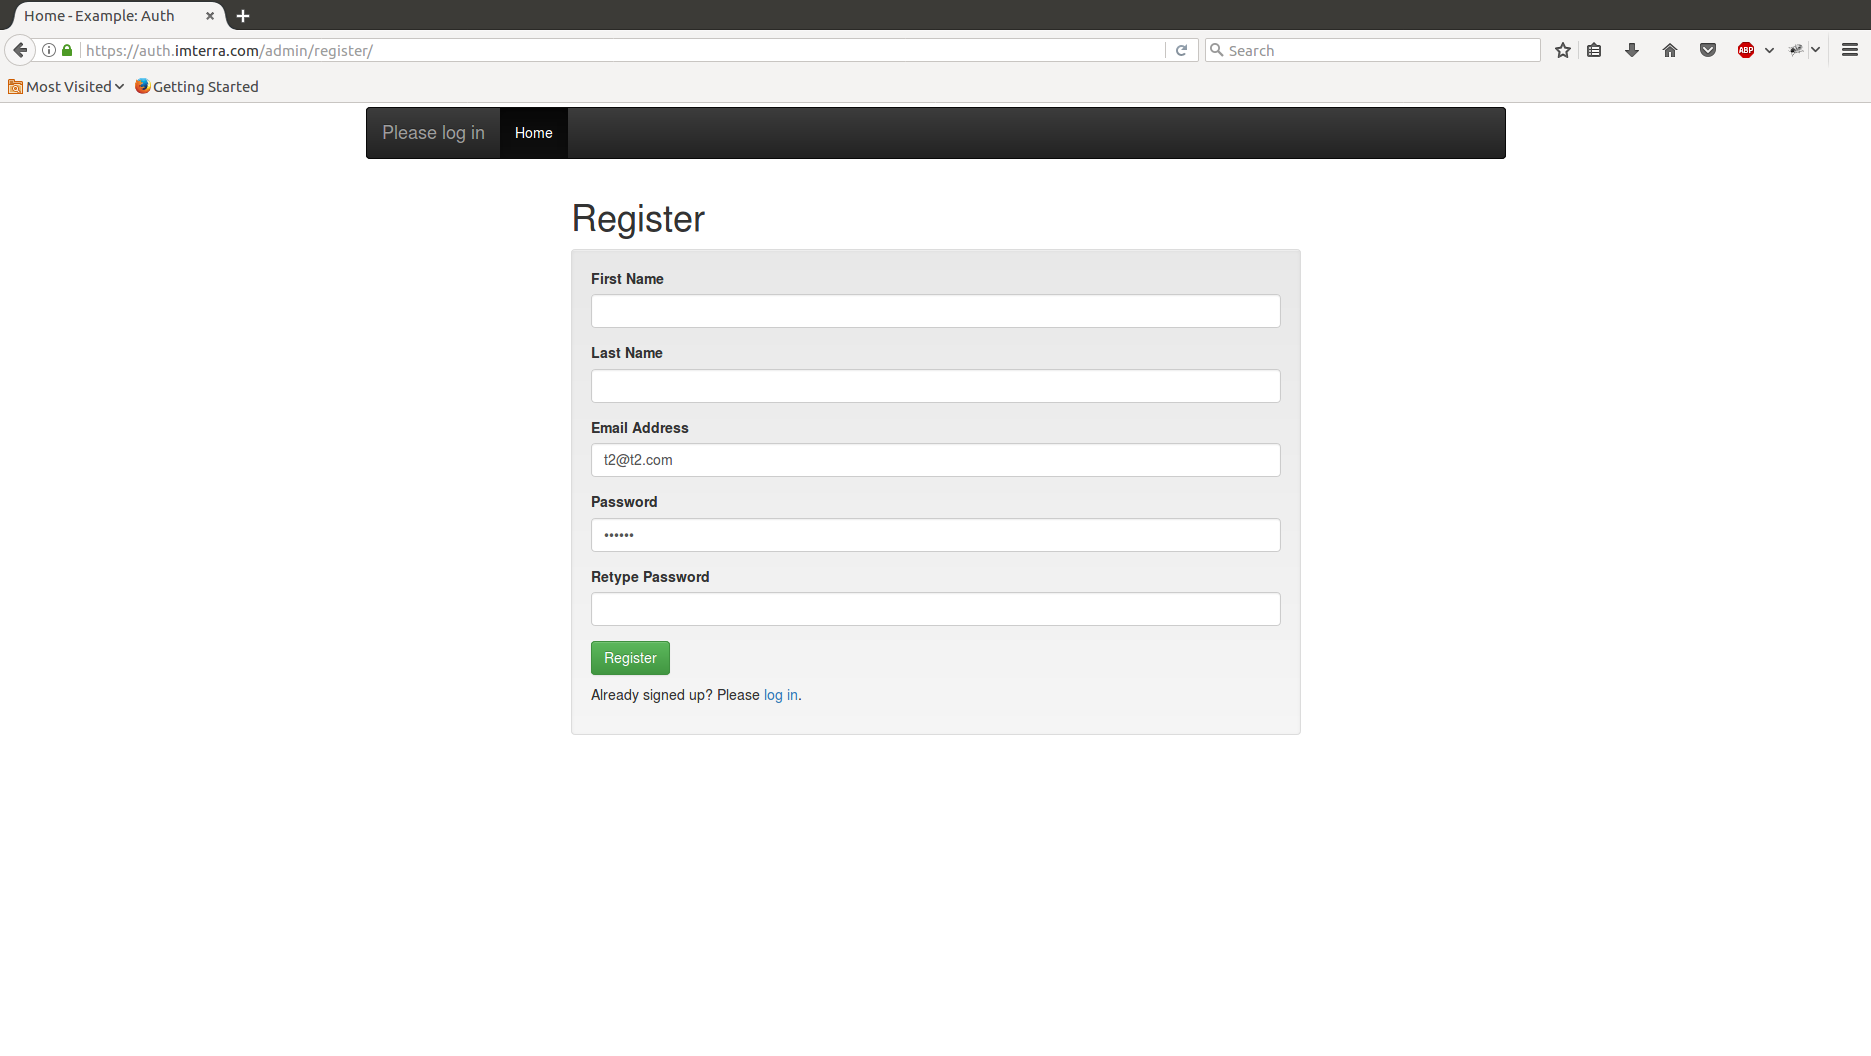 Home - Example: Auth
https://auth.imterra.com/admin/register/
Search
ABP
Most Visited
Getting Started
Please log in
Home
Register
First Name
Last Name
Email Address
t2@t2.com
Password
••••••
Retype Password
Register
Already signed up? Please log in.